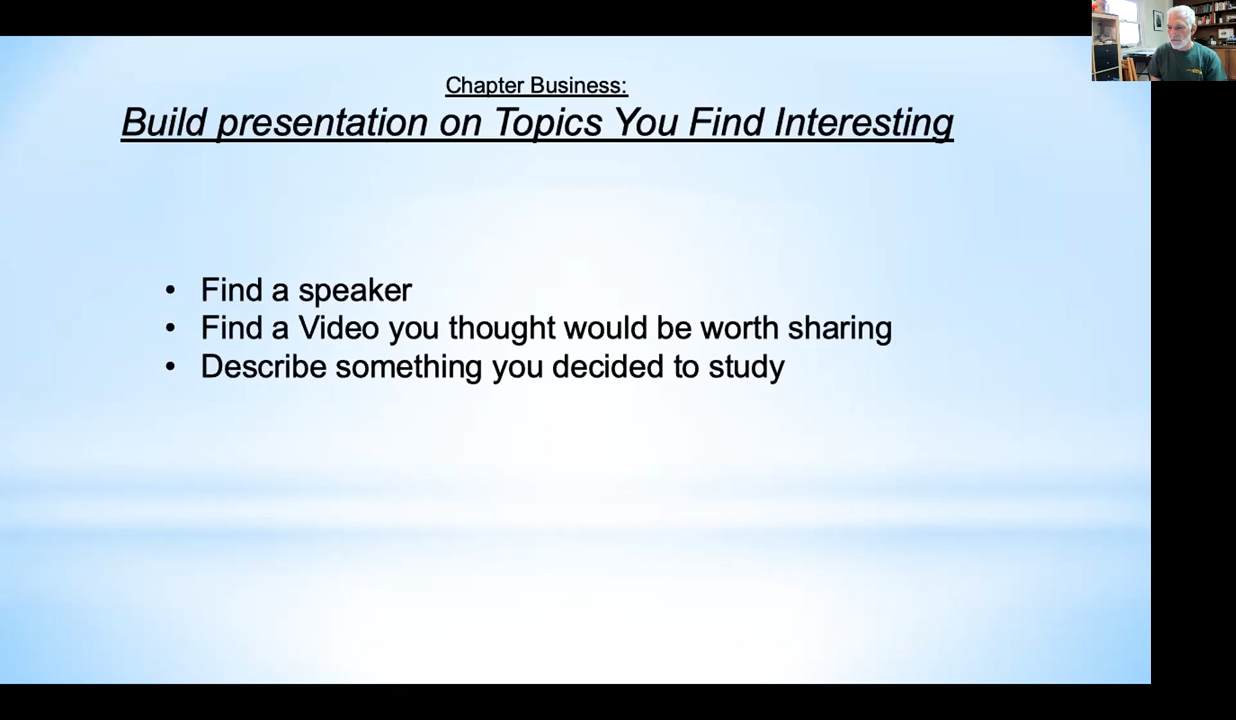 Chapter Business:
Build presentation on Topics You Find Interesting
• Find a speaker
• Find a Video you thought would be worth sharing
• Describe something you decided to study